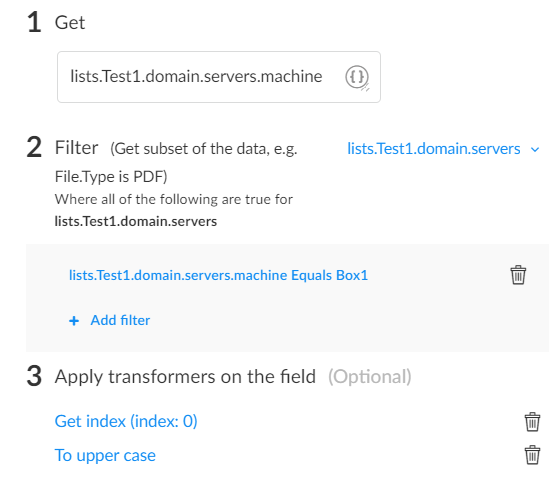 1 Get
lists.Test1.domain.servers.machine {}
2 Filter (Get subset of the data, e.g. lists.Test1.domain.servers
File.Type is PDF)
Where all of the following are true for
lists.Test1.domain.servers
lists.Test1.domain.servers.machine Equals Box1
+ Add filter
3 Apply transformers on the field (Optional)
Get index (index: 0)
To upper case